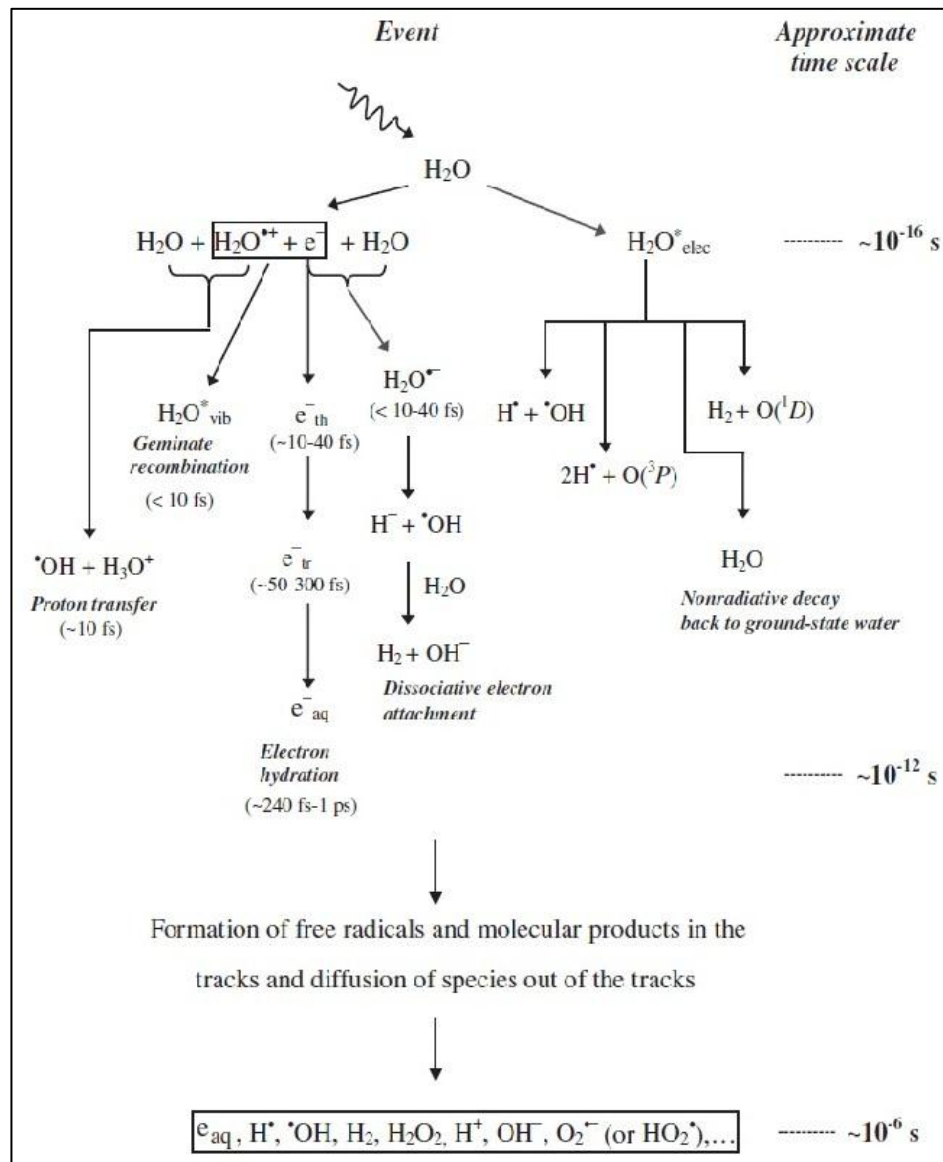 Event
Approximate
time scale
H₂O
H₂O + H₂O•⁺ + e⁻ + H₂O
H₂O*elec
---------- ~10⁻¹⁶ s
H₂O•⁻
(< 10-40 fs)
H₂O*vib
Geminate
recombination
(< 10 fs)
e⁻th
(~10-40 fs)
H• + •OH
H₂ + O(¹D)
2H• + O(³P)
H⁻ + •OH
•OH + H₃O⁺
Proton transfer
(~10 fs)
e⁻tr
(~50 300 fs)
H₂O
H₂O
Nonradiative decay
back to ground-state water
H₂ + OH⁻
Dissociative electron
attachment
e⁻aq
Electron
hydration
(~240 fs-1 ps)
---------- ~10⁻¹² s
Formation of free radicals and molecular products in the
tracks and diffusion of species out of the tracks
e⁻aq, H•, •OH, H₂, H₂O₂, H⁺, OH⁻, O₂•⁻ (or HO₂•),...
---------- ~10⁻⁶ s